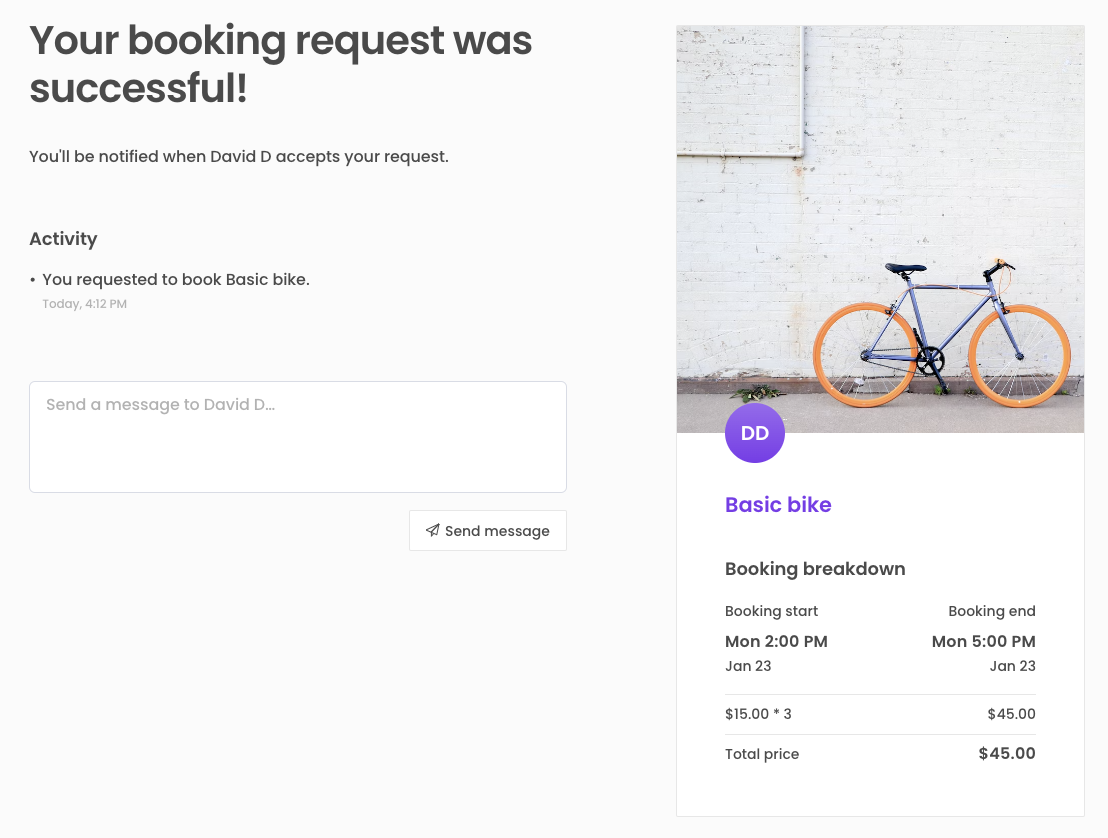 Your booking request was
successful!
You'll be notified when David D accepts your request.
Activity
• You requested to book Basic bike.
Today, 4:12 PM
Send a message to David D…
Send message
DD
Basic bike
Booking breakdown
Booking start Booking end
Mon 2:00 PM Mon 5:00 PM
Jan 23 Jan 23
$15.00 * 3 $45.00
Total price $45.00